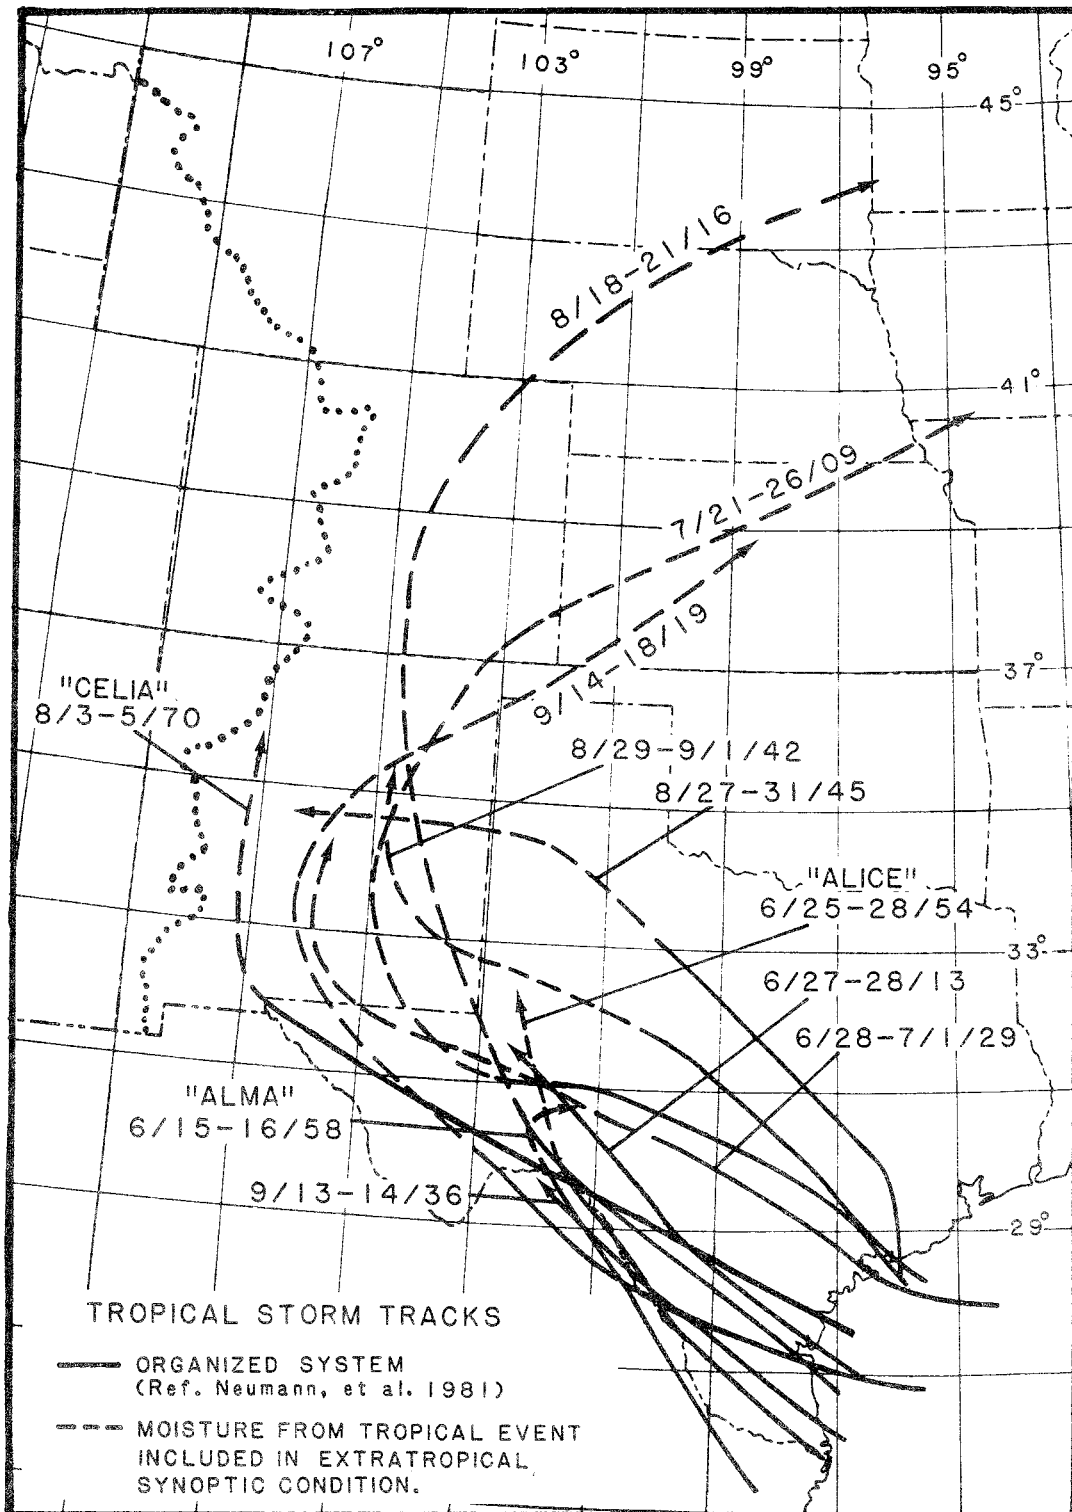 107° 103° 99° 95°
45°
8/18-21/16
41°
7/21-26/09
9/14-18/19
37°
"CELIA"
8/3-5/70
8/29-9/1/42
8/27-31/45
"ALICE"
6/25-28/54
33°
6/27-28/13
6/28-7/1/29
"ALMA"
6/15-16/58
9/13-14/36
29°
TROPICAL STORM TRACKS
ORGANIZED SYSTEM
(Ref. Neumann, et al. 1981)
MOISTURE FROM TROPICAL EVENT
INCLUDED IN EXTRATROPICAL
SYNOPTIC CONDITION.